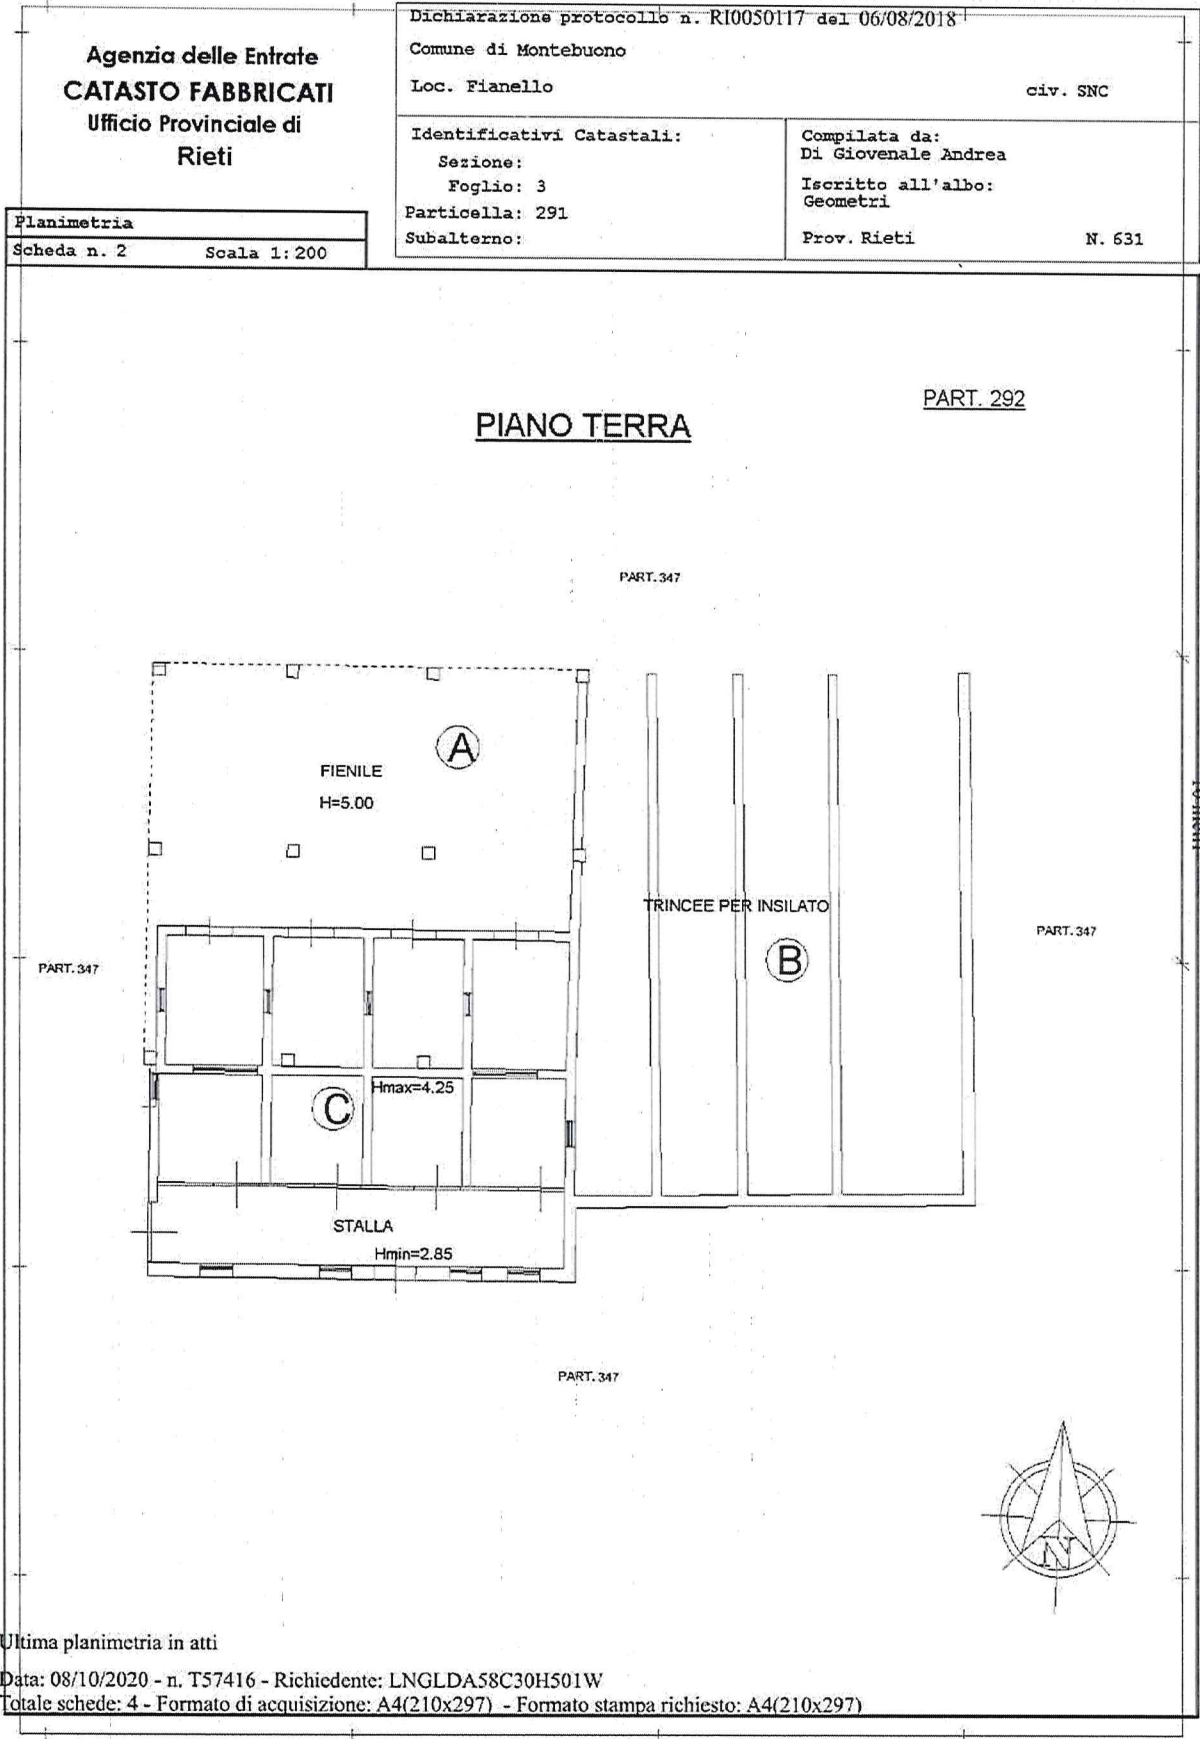 Agenzia delle Entrate
CATASTO FABBRICATI
Ufficio Provinciale di
Rieti
Dichiarazione protocollo n. RI0050117 del 06/08/2018
Comune di Montebuono
Loc. Fianello civ. SNC
Identificativi Catastali:
Sezione:
Foglio: 3
Particella: 291
Subalterno:
Compilata da:
Di Giovenale Andrea
Iscritto all'albo:
Geometri
Prov. Rieti N. 631
Planimetria
Scheda n. 2 Scala 1:200
PART. 292
PIANO TERRA
PART. 347
A
FIENILE
H=5.00
TRINCEE PER INSILATO
B
PART. 347
PART. 347
Hmax=4.25
C
STALLA
Hmin=2.85
PART. 347
N
Ultima planimetria in atti
Data: 08/10/2020 - n. T57416 - Richiedente: LNGLDA58C30H501W
Totale schede: 4 - Formato di acquisizione: A4(210x297) - Formato stampa richiesto: A4(210x297)